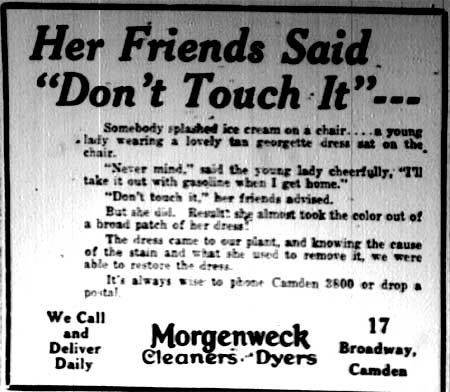 Her Friends Said
"Don't Touch It"---
Somebody splashed ice cream on a chair....a young
lady wearing a lovely tan georgette dress sat on the
chair.
"Never mind," said the young lady cheerfully, "I'll
take it out with gasoline when I get home."
"Don't touch it," her friends advised.
But she did. Result: she almost took the color out of
a broad patch of her dress!
The dress came to our plant, and knowing the cause
of the stain and what she used to remove it, we were
able to restore the dress.
It's always wise to phone Camden 2800 or drop a
postal.
We Call
and
Deliver
Daily
Morgenweck
Cleaners--Dyers
17
Broadway,
Camden